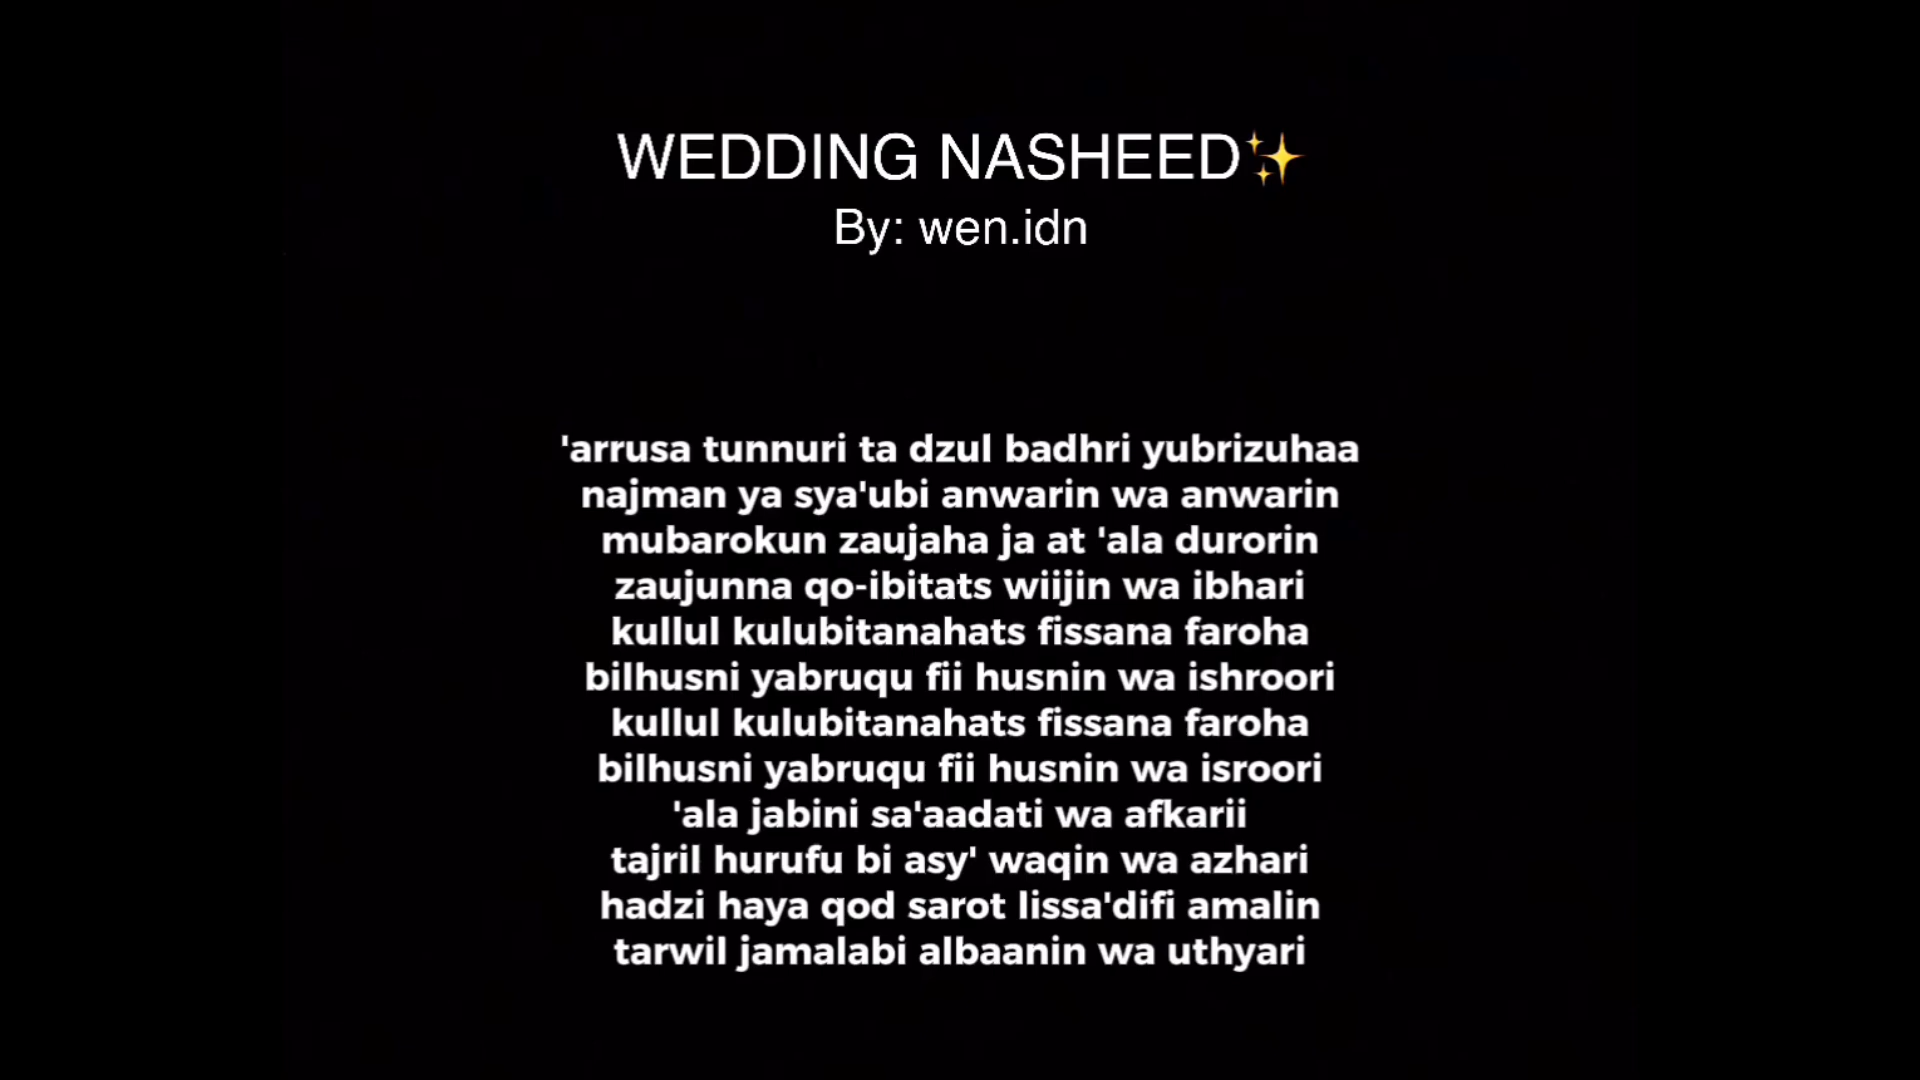 WEDDING NASHEED✨
By: wen.idn
'arrusa tunnuri ta dzul badhri yubrizuhaa
najman ya sya'ubi anwarin wa anwarin
mubarokun zaujaha ja at 'ala durorin
zaujunna qo-ibitats wiijin wa ibhari
kullul kulubitanahats fissana faroha
bilhusni yabruqu fii husnin wa ishroori
kullul kulubitanahats fissana faroha
bilhusni yabruqu fii husnin wa isroori
'ala jabini sa'aadati wa afkarii
tajril hurufu bi asy' waqin wa azhari
hadzi haya qod sarot lissa'difi amalin
tarwil jamalabi albaanin wa uthyari